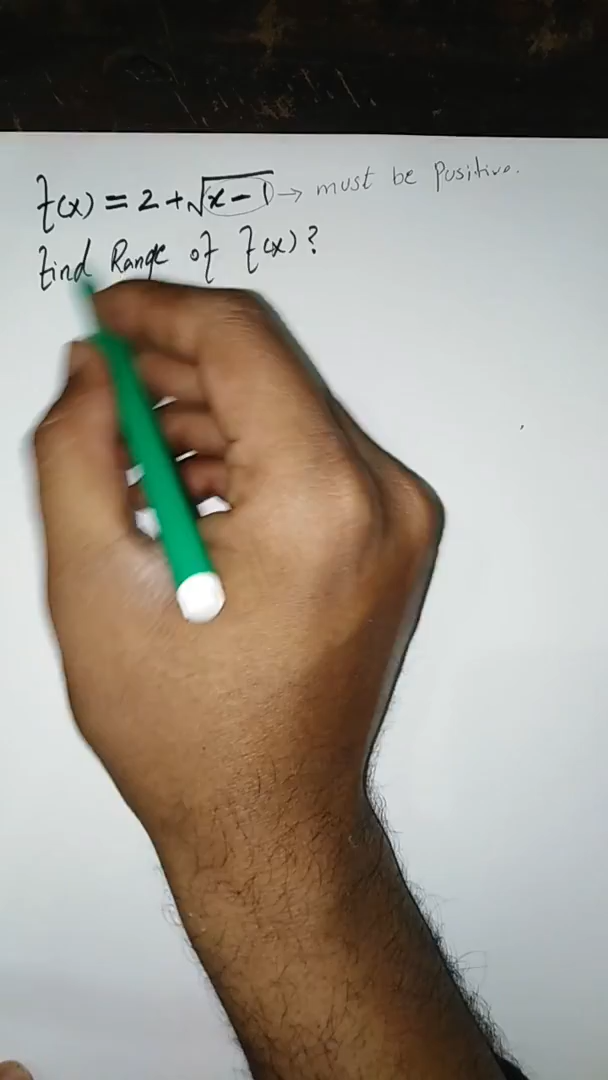 f(x) = 2 + √x - 1 → must be Positive.
find Range of f(x) ?